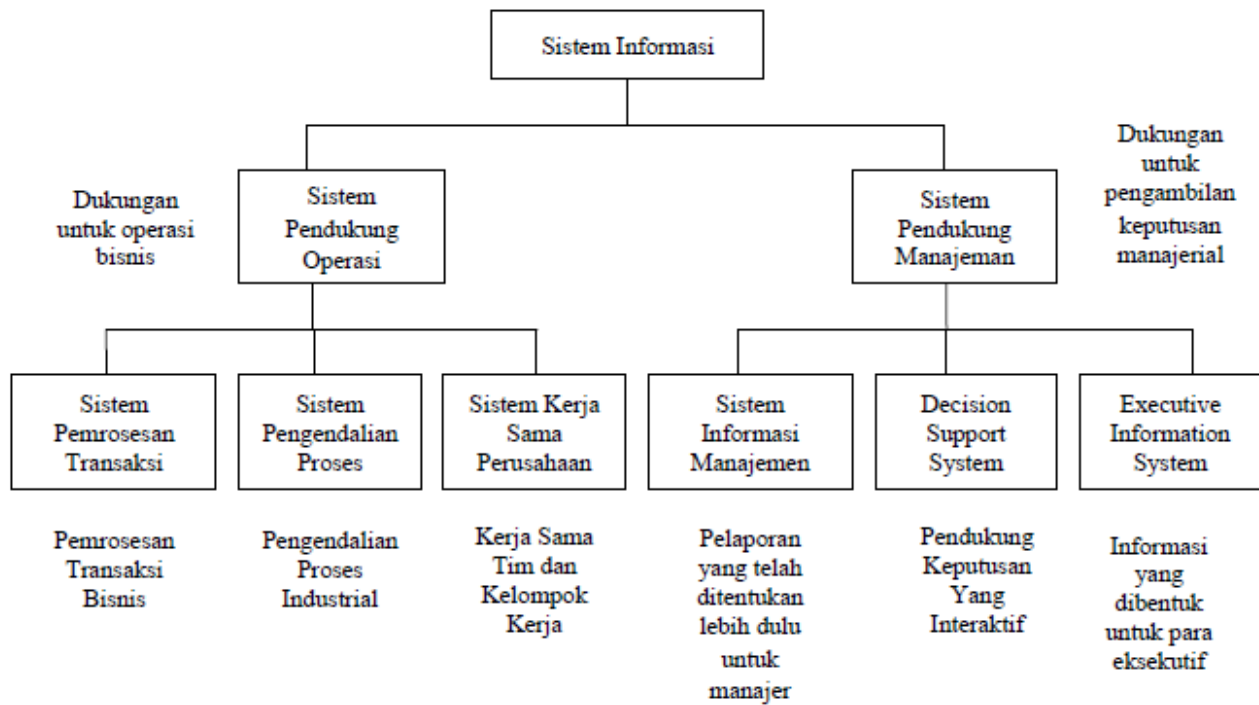 Sistem Informasi
Dukungan
untuk operasi
bisnis
Sistem
Pendukung
Operasi
Sistem
Pendukung
Manajeman
Dukungan
untuk
pengambilan
keputusan
manajerial
Sistem
Pemrosesan
Transaksi
Sistem
Pengendalian
Proses
Sistem Kerja
Sama
Perusahaan
Sistem
Informasi
Manajemen
Decision
Support
System
Executive
Information
System
Pemrosesan
Transaksi
Bisnis
Pengendalian
Proses
Industrial
Kerja Sama
Tim dan
Kelompok
Kerja
Pelaporan
yang telah
ditentukan
lebih dulu
untuk
manajer
Pendukung
Keputusan
Yang
Interaktif
Informasi
yang
dibentuk
untuk para
eksekutif